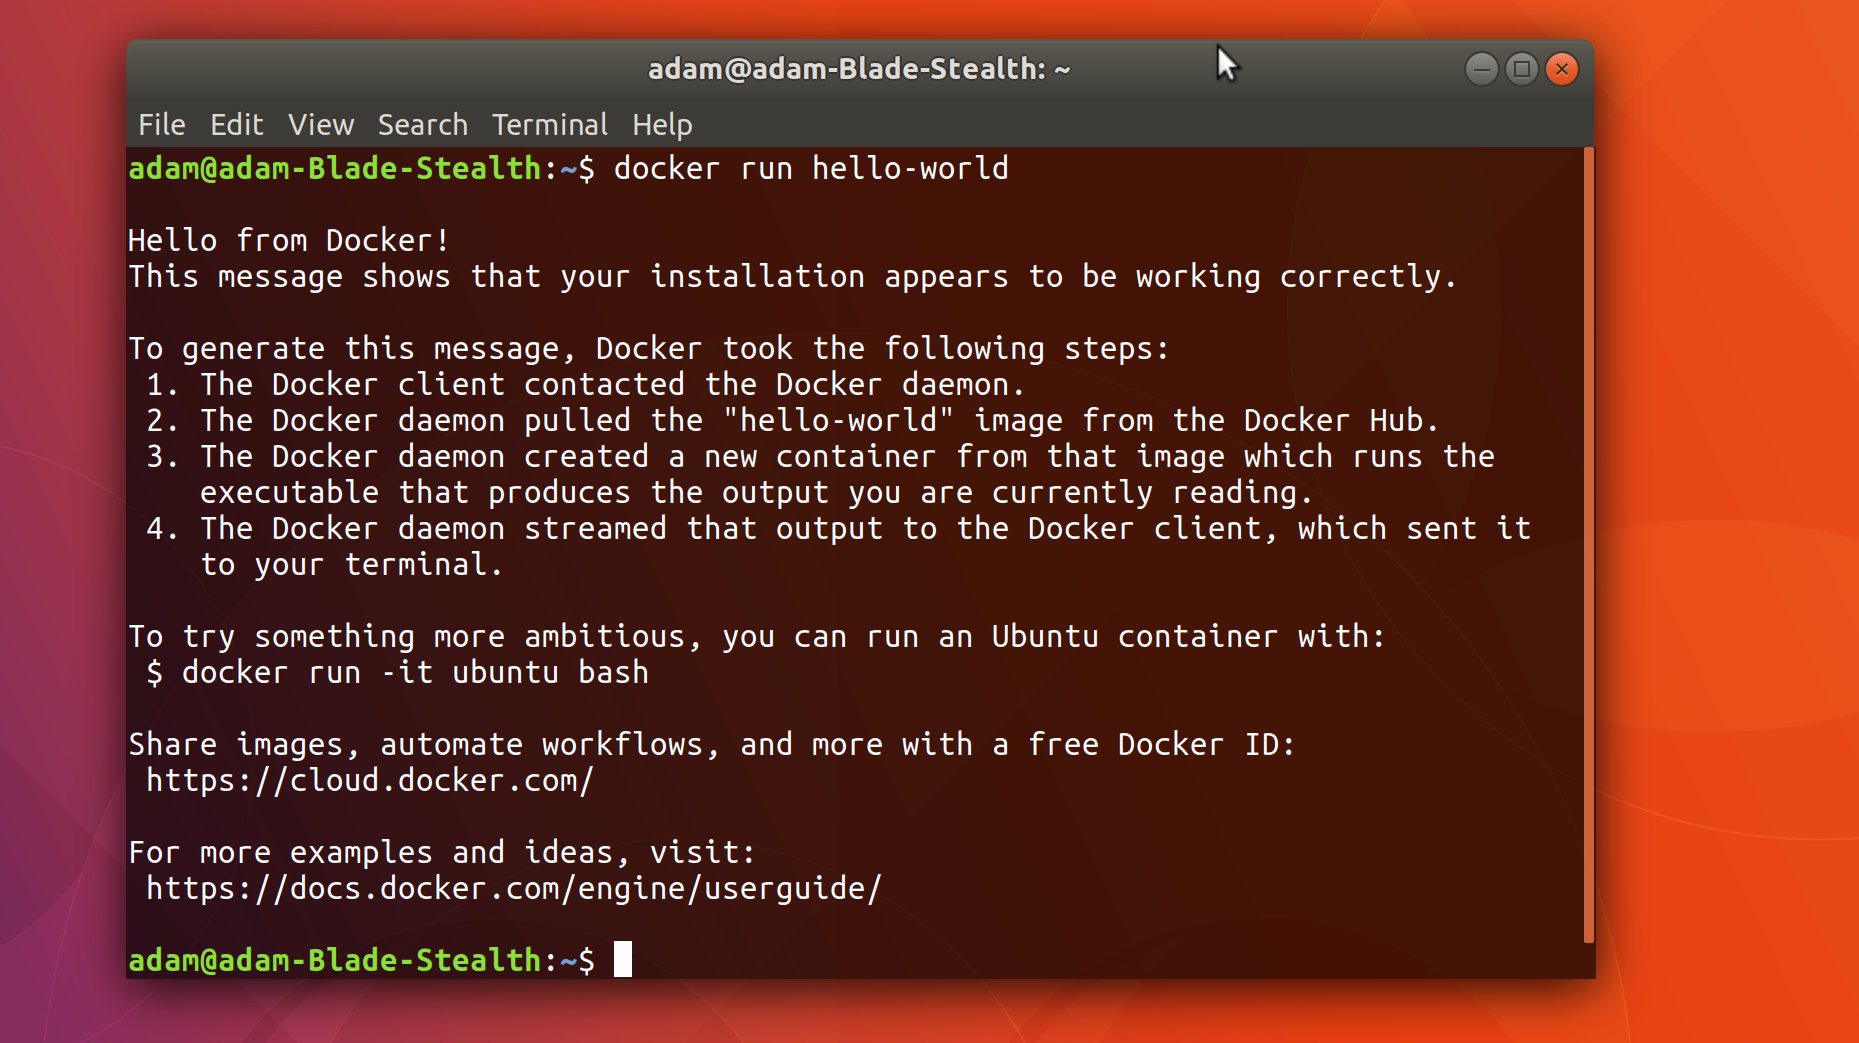 adam@adam-Blade-Stealth: ~
File Edit View Search Terminal Help
adam@adam-Blade-Stealth:~$ docker run hello-world
Hello from Docker!
This message shows that your installation appears to be working correctly.
To generate this message, Docker took the following steps:
1. The Docker client contacted the Docker daemon.
2. The Docker daemon pulled the "hello-world" image from the Docker Hub.
3. The Docker daemon created a new container from that image which runs the
executable that produces the output you are currently reading.
4. The Docker daemon streamed that output to the Docker client, which sent it
to your terminal.
To try something more ambitious, you can run an Ubuntu container with:
$ docker run -it ubuntu bash
Share images, automate workflows, and more with a free Docker ID:
https://cloud.docker.com/
For more examples and ideas, visit:
https://docs.docker.com/engine/userguide/
adam@adam-Blade-Stealth:~$